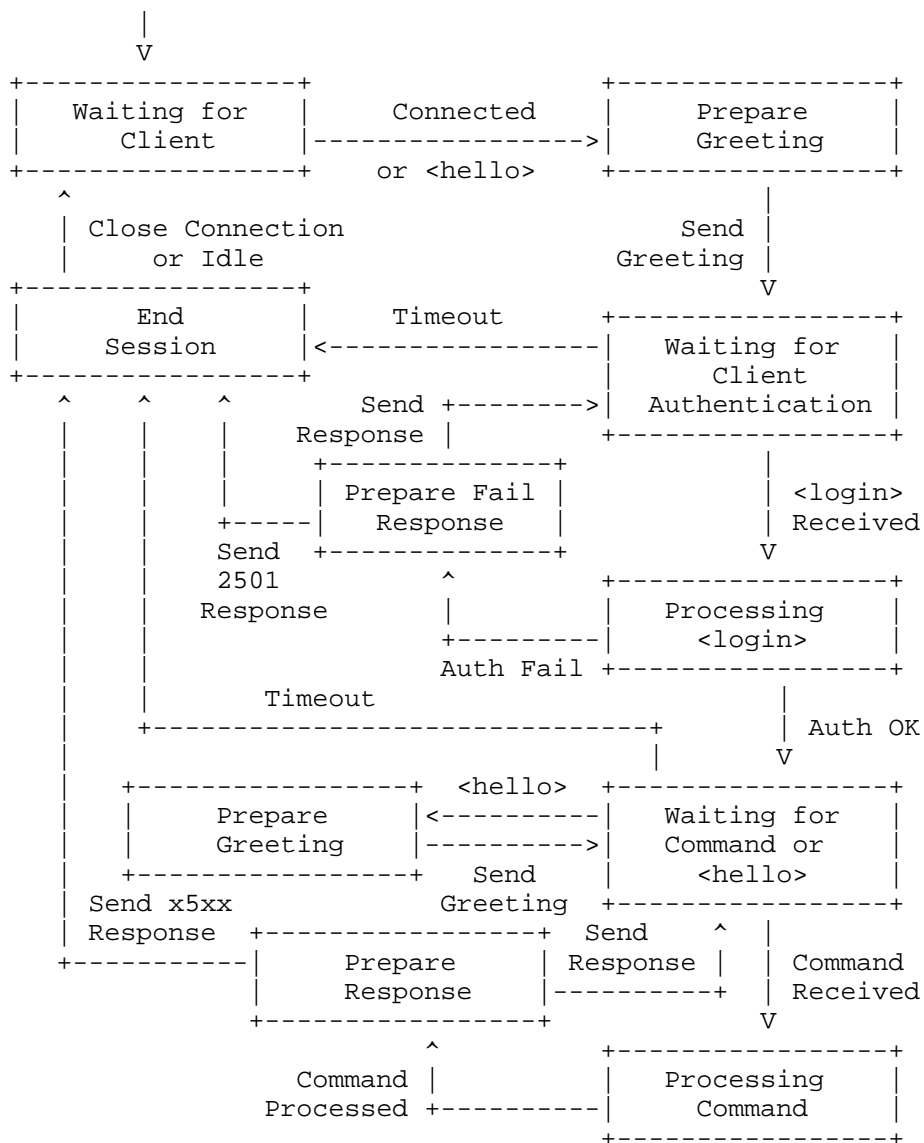 Waiting for Connected Prepare
Client Greeting
or <hello>
Close Connection Send
or Idle Greeting
End Timeout
Session Waiting for
Client
Send Authentication
Response
Prepare Fail <login>
Response Received
Send
2501 Processing
Response <login>
Auth Fail
Timeout
Auth OK
<hello>
Prepare Waiting for
Greeting Command or
Send <hello>
Send x5xx Greeting
Response Send
Prepare Response Command
Response Received
Command Processing
Processed Command